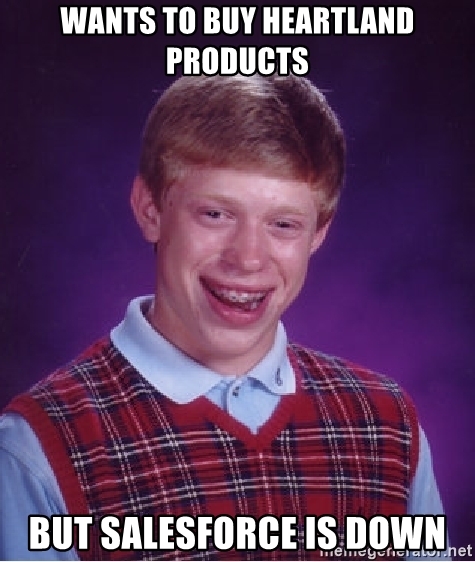 WANTS TO BUY HEARTLAND
PRODUCTS
BUT SALESFORCE IS DOWN
memegenerator.net